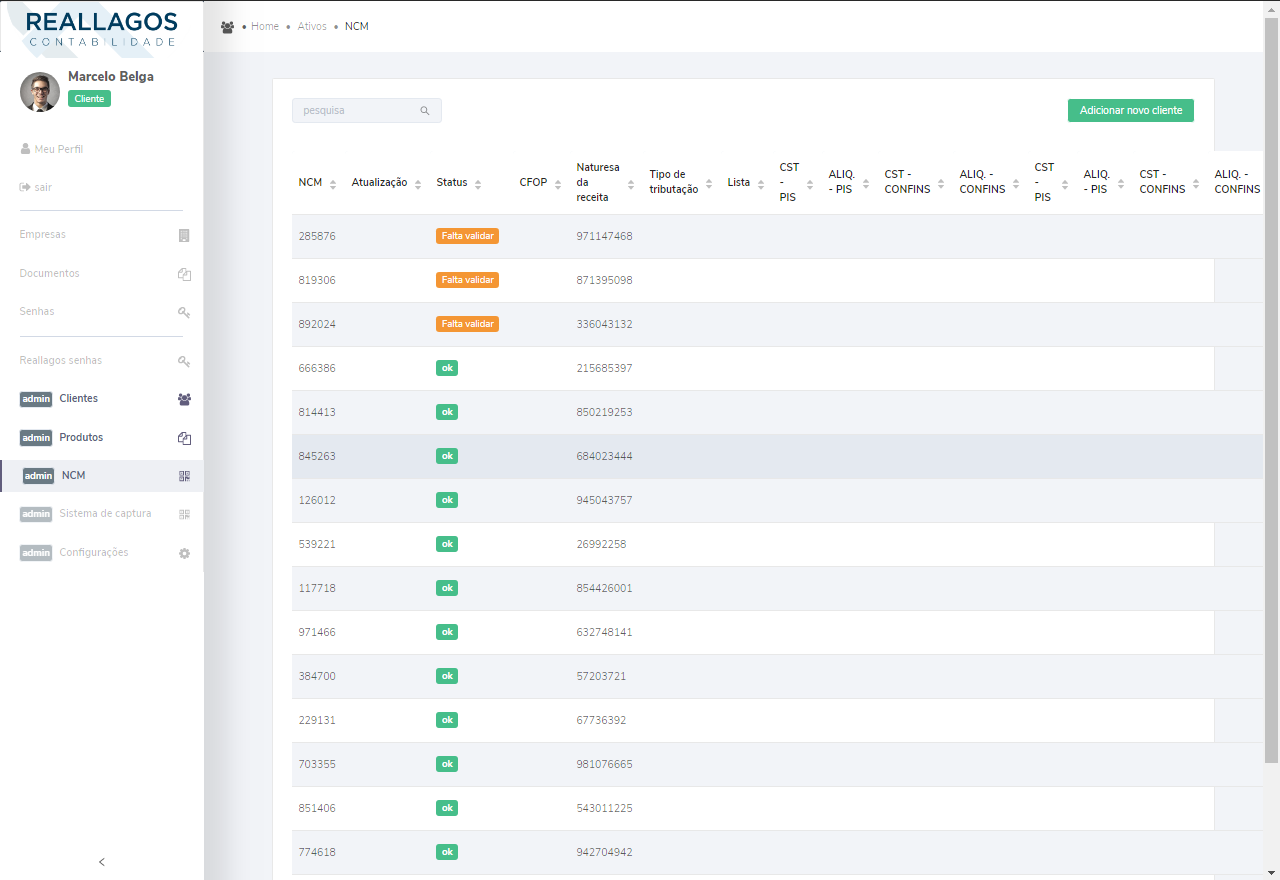 REALLAGOS
CONTABILIDADE
Marcelo Belga
Cliente
Meu Perfil
sair
Empresas
Documentos
Senhas
Reallagos senhas
admin Clientes
admin Produtos
admin NCM
admin Sistema de captura
admin Configurações
<
• Home • Ativos • NCM
pesquisa
Adicionar novo cliente
NCM Atualização Status CFOP Naturesa da receita Tipo de tributação Lista CST - PIS ALIQ. - PIS CST - CONFINS ALIQ. - CONFINS CST - PIS ALIQ. - PIS CST - CONFINS ALIQ. - CONFINS
285876 Falta validar 971147468
819306 Falta validar 871395098
892024 Falta validar 336043132
666386 ok 215685397
814413 ok 850219253
845263 ok 684023444
126012 ok 945043757
539221 ok 26992258
117718 ok 854426001
971466 ok 632748141
384700 ok 57203721
229131 ok 67736392
703355 ok 981076665
851406 ok 543011225
774618 ok 942704942